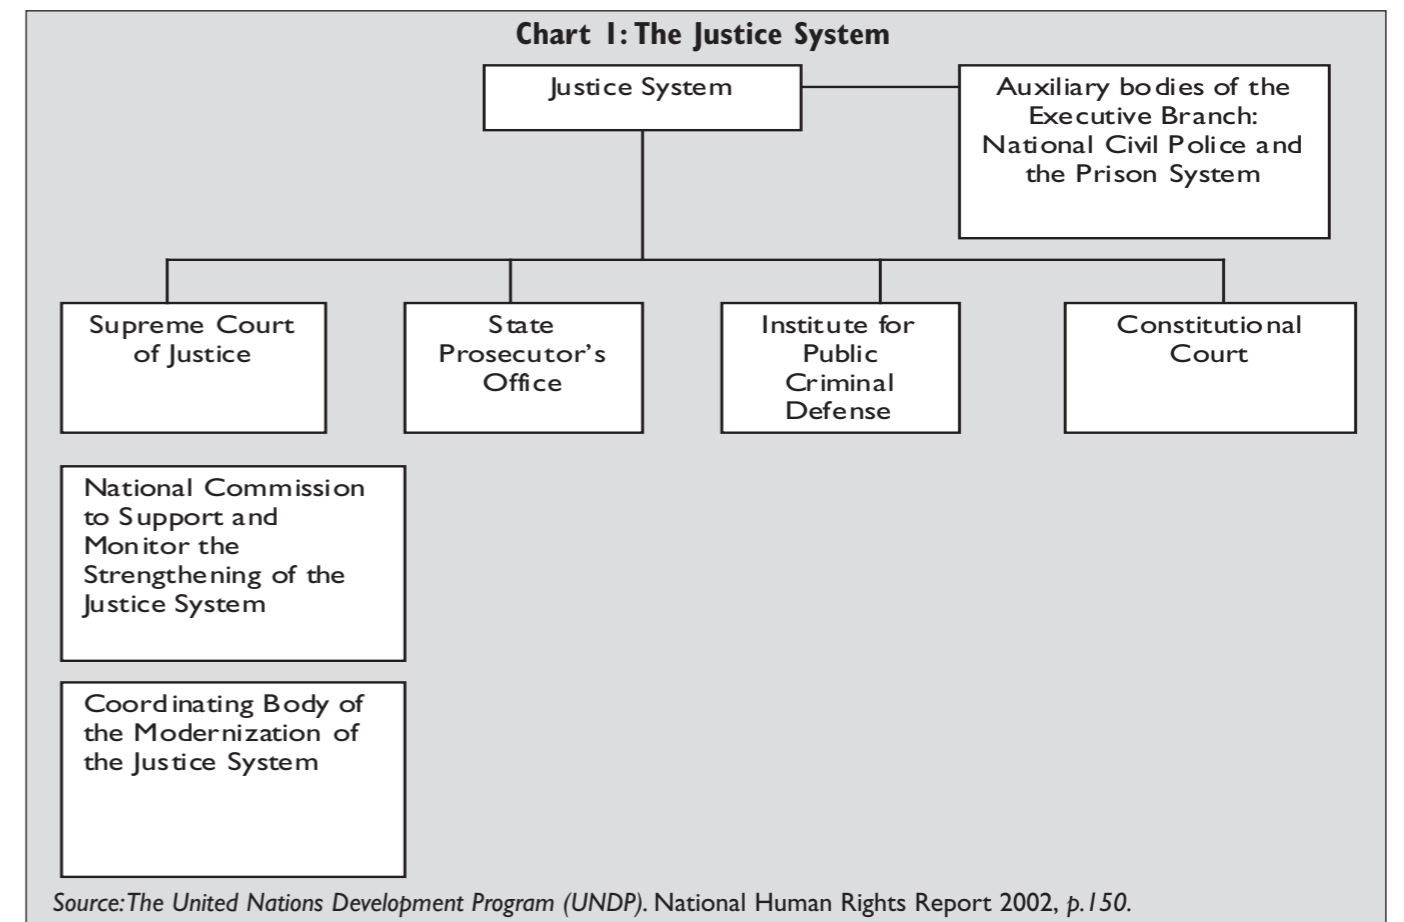 Chart 1: The Justice System
Justice System
Auxiliary bodies of the
Executive Branch:
National Civil Police and
the Prison System
Supreme Court
of Justice
State
Prosecutor's
Office
Institute for
Public
Criminal
Defense
Constitutional
Court
National Commission
to Support and
Monitor the
Strengthening of the
Justice System
Coordinating Body of
the Modernization of
the Justice System
Source: The United Nations Development Program (UNDP). National Human Rights Report 2002, p.150.